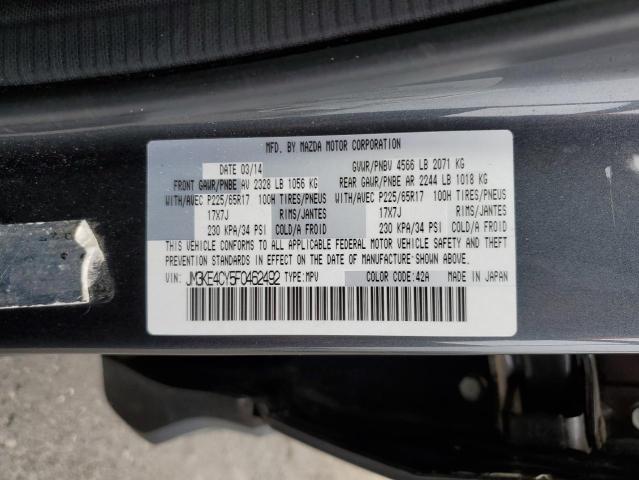 MFD. BY MAZDA MOTOR CORPORATION
DATE 03/14 GVWR/PNBV 4566 LB 2071 KG
FRONT GAWR/PNBE AV 2328 LB 1056 KG REAR GAWR/PNBE AR 2244 LB 1018 KG
WITH/AVEC P225/65R17 100H TIRES/PNEUS WITH/AVEC P225/65R17 100H TIRES/PNEUS
17X7J RIMS/JANTES 17X7J RIMS/JANTES
230 KPA/34 PSI COLD/A FROID 230 KPA/34 PSI COLD/A FROID
THIS VEHICLE CONFORMS TO ALL APPLICABLE FEDERAL MOTOR VEHICLE SAFETY, BUMPER, AND THEFT
PREVENTION STANDARDS IN EFFECT ON THE DATE OF MANUFACTURE SHOWN ABOVE.
VIN: JM3KE4CY5F0462492 TYPE:MPV COLOR CODE:42A MADE IN JAPAN